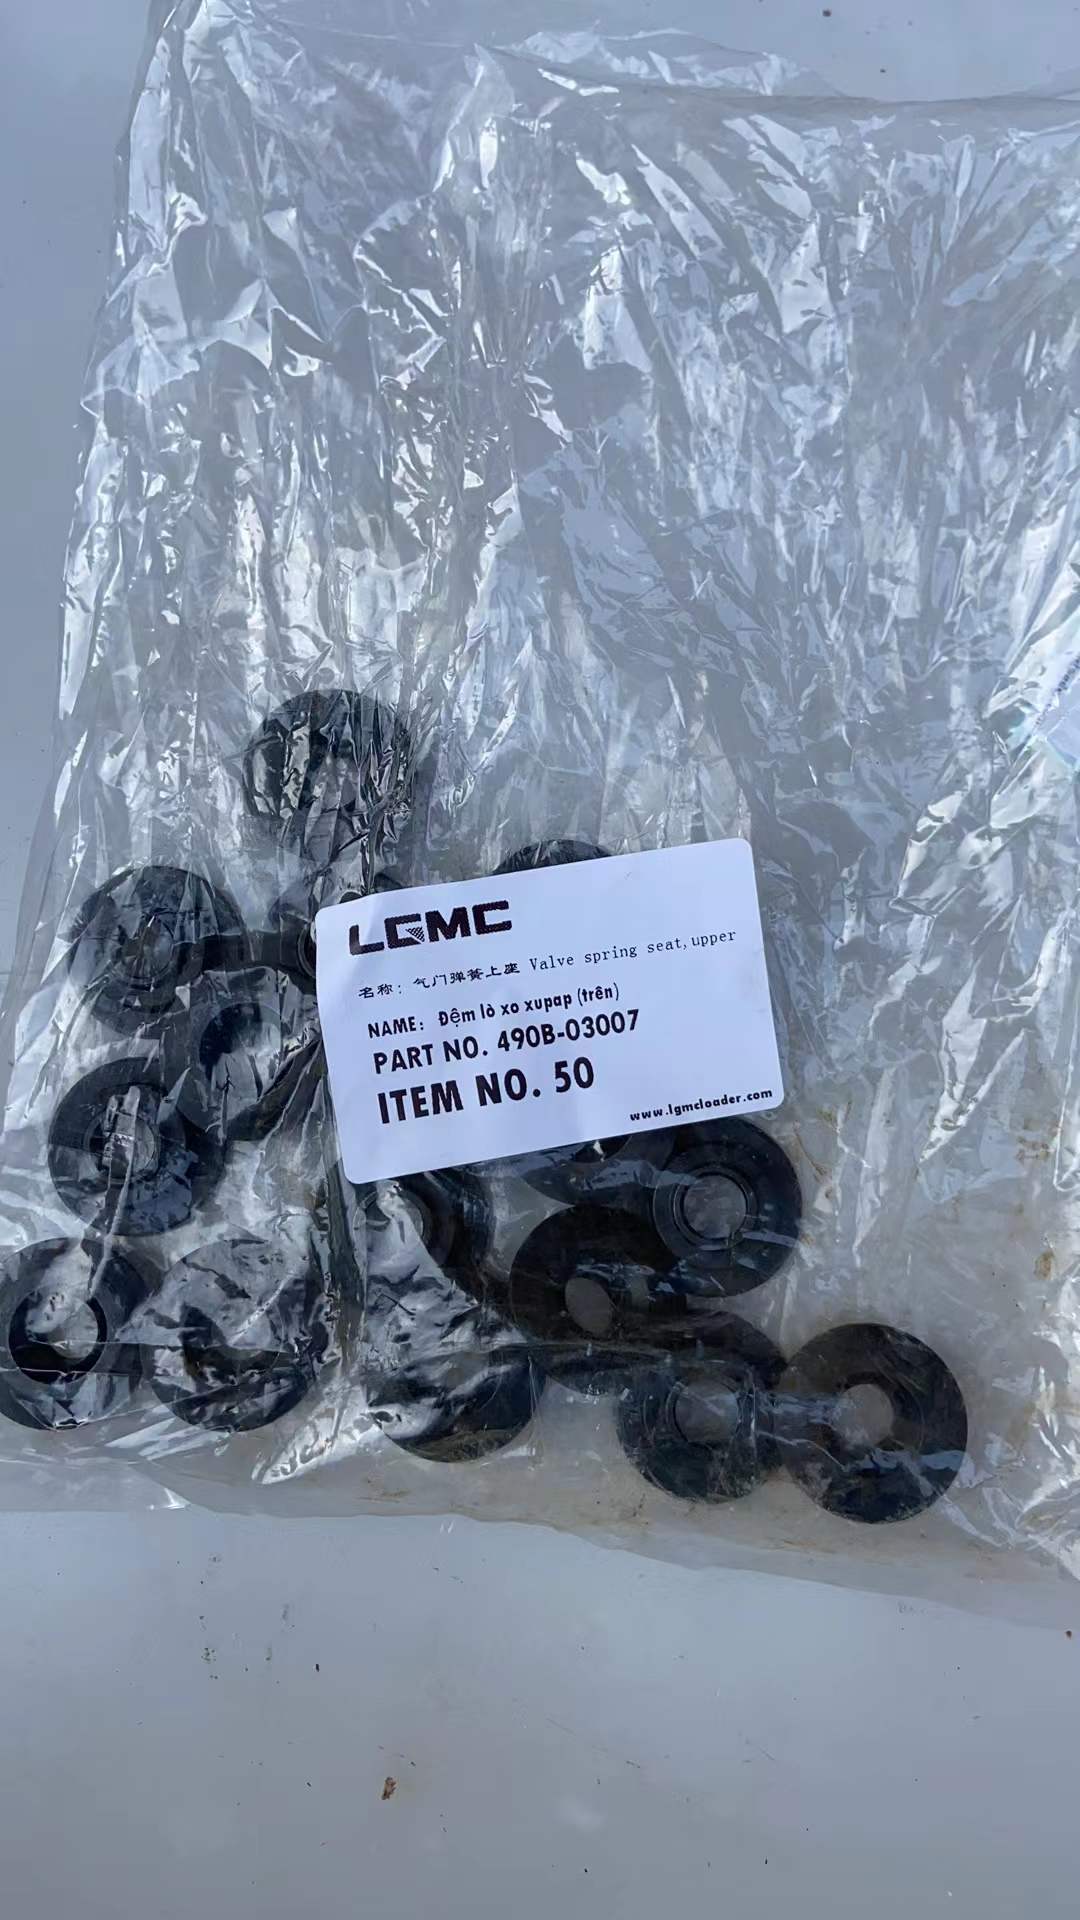 LGMC
名称：气门弹簧上座 Valve spring seat,upper
NAME: Đệm lò xo xupap (trên)
PART NO. 490B-03007
ITEM NO. 50
www.lgmcloader.com